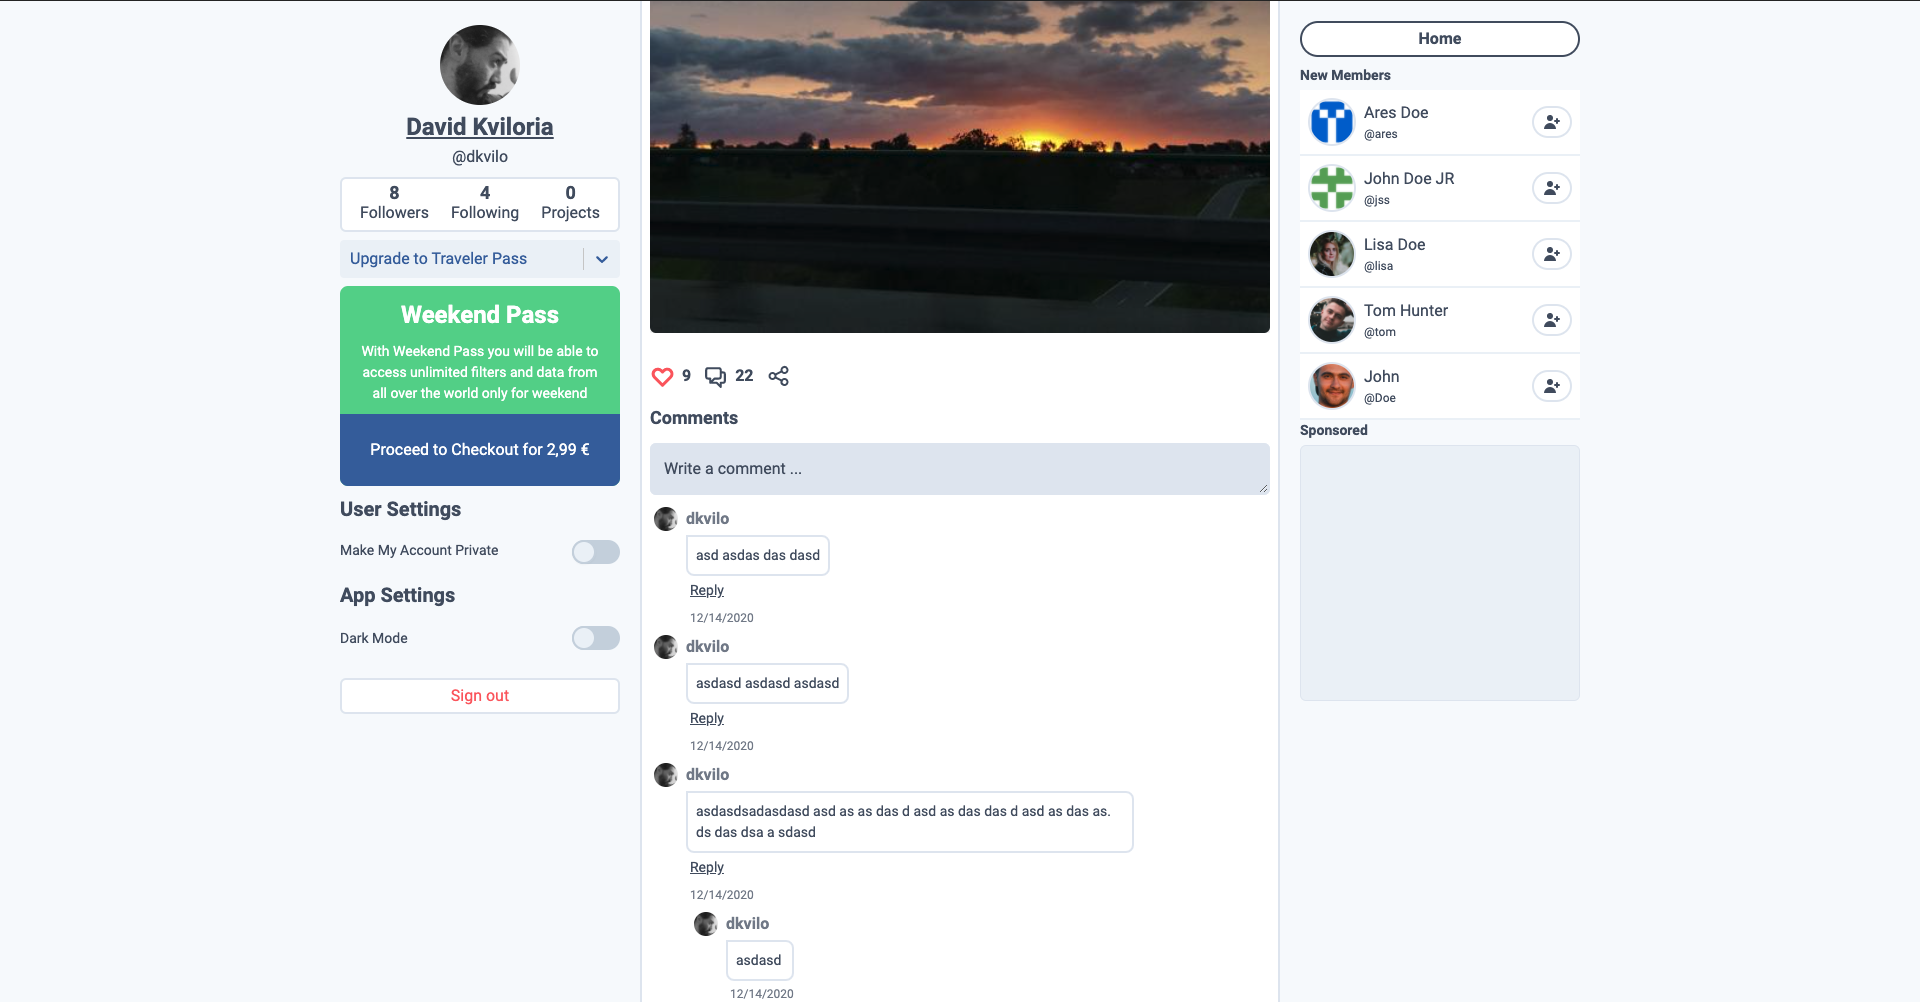 David Kviloria
@dkvilo
8 4 0
Followers Following Projects
Upgrade to Traveler Pass
Weekend Pass
With Weekend Pass you will be able to
access unlimited filters and data from
all over the world only for weekend
Proceed to Checkout for 2,99 €
User Settings
Make My Account Private
App Settings
Dark Mode
Sign out
9 22
Comments
Write a comment ...
dkvilo
asd asdas das dasd
Reply
12/14/2020
dkvilo
asdasd asdasd asdasd
Reply
12/14/2020
dkvilo
asdasdsadasdasd asd as as das d asd as das das d asd as das as.
ds das dsa a sdasd
Reply
12/14/2020
dkvilo
asdasd
12/14/2020
Home
New Members
Ares Doe
@ares
John Doe JR
@jss
Lisa Doe
@lisa
Tom Hunter
@tom
John
@Doe
Sponsored